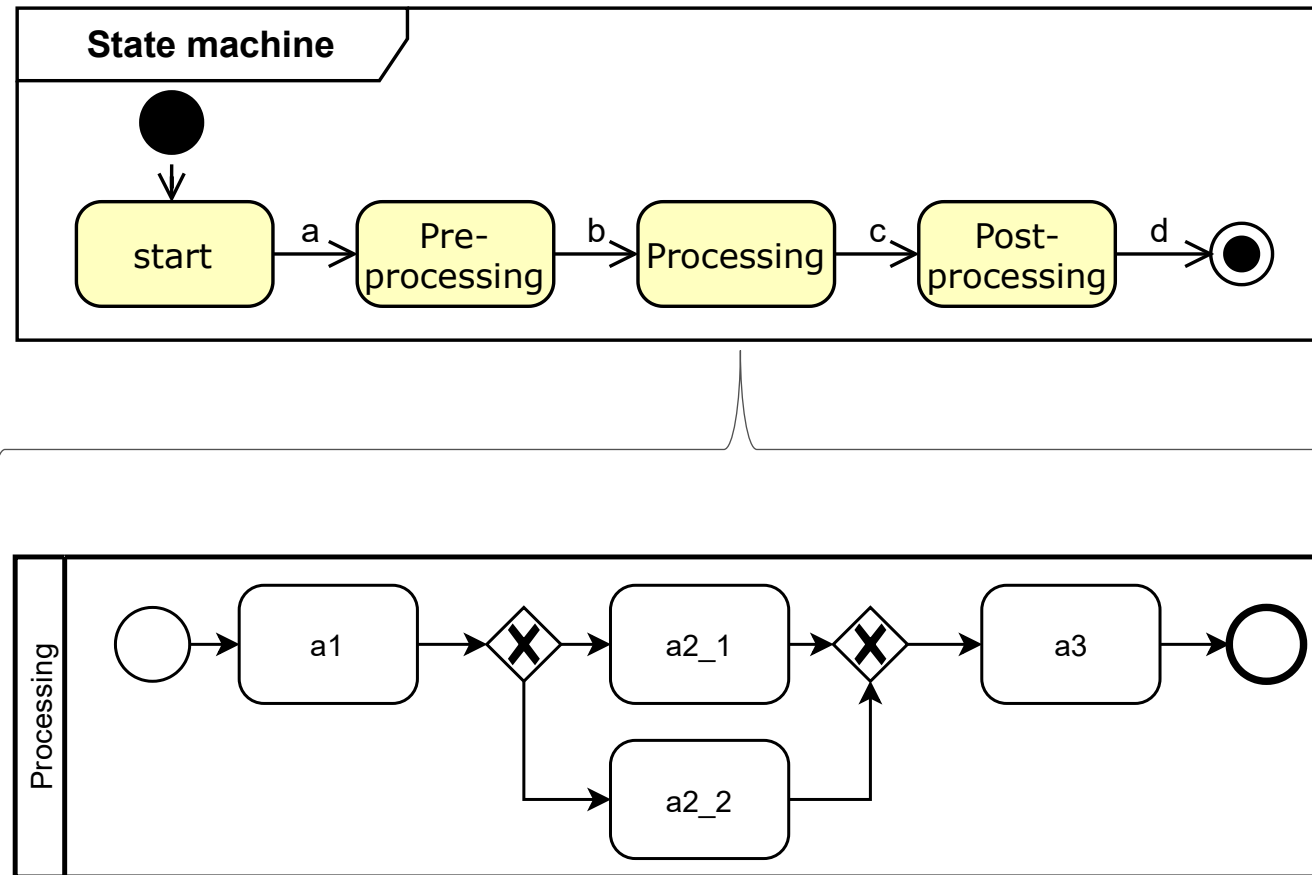 State machine
start
a
Pre-
processing
b
Processing
c
Post-
processing
d
Processing
a1
a2_1
a3
a2_2